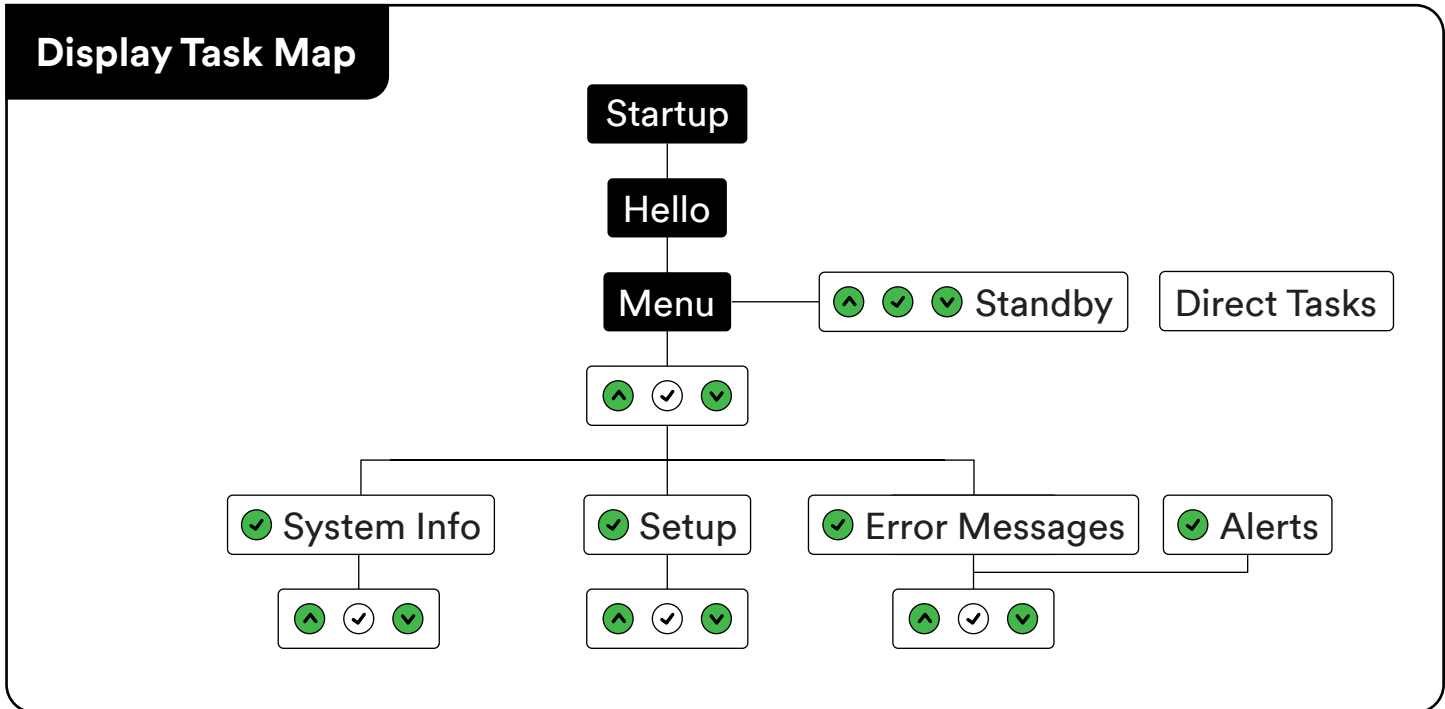 Display Task Map
Startup
Hello
Menu
Standby
Direct Tasks
System Info
Setup
Error Messages
Alerts